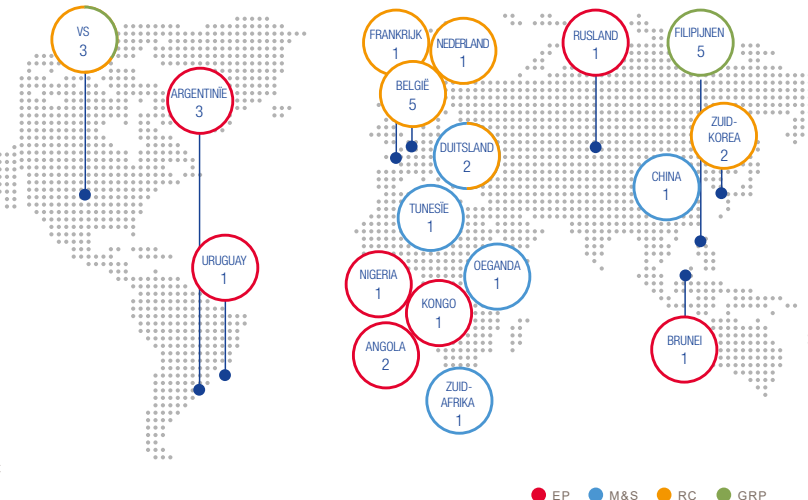 VS
3
ARGENTINÏE
3
URUGUAY
1
FRANKRIJK
1
NEDERLAND
1
BELGIË
5
DUITSLAND
2
TUNESÏE
1
NIGERIA
1
KONGO
1
ANGOLA
2
OEGANDA
1
ZUID-
AFRIKA
1
RUSLAND
1
FILIPIJNEN
5
ZUID-
KOREA
2
CHINA
1
BRUNEI
1
EP
M&S
RC
GRP